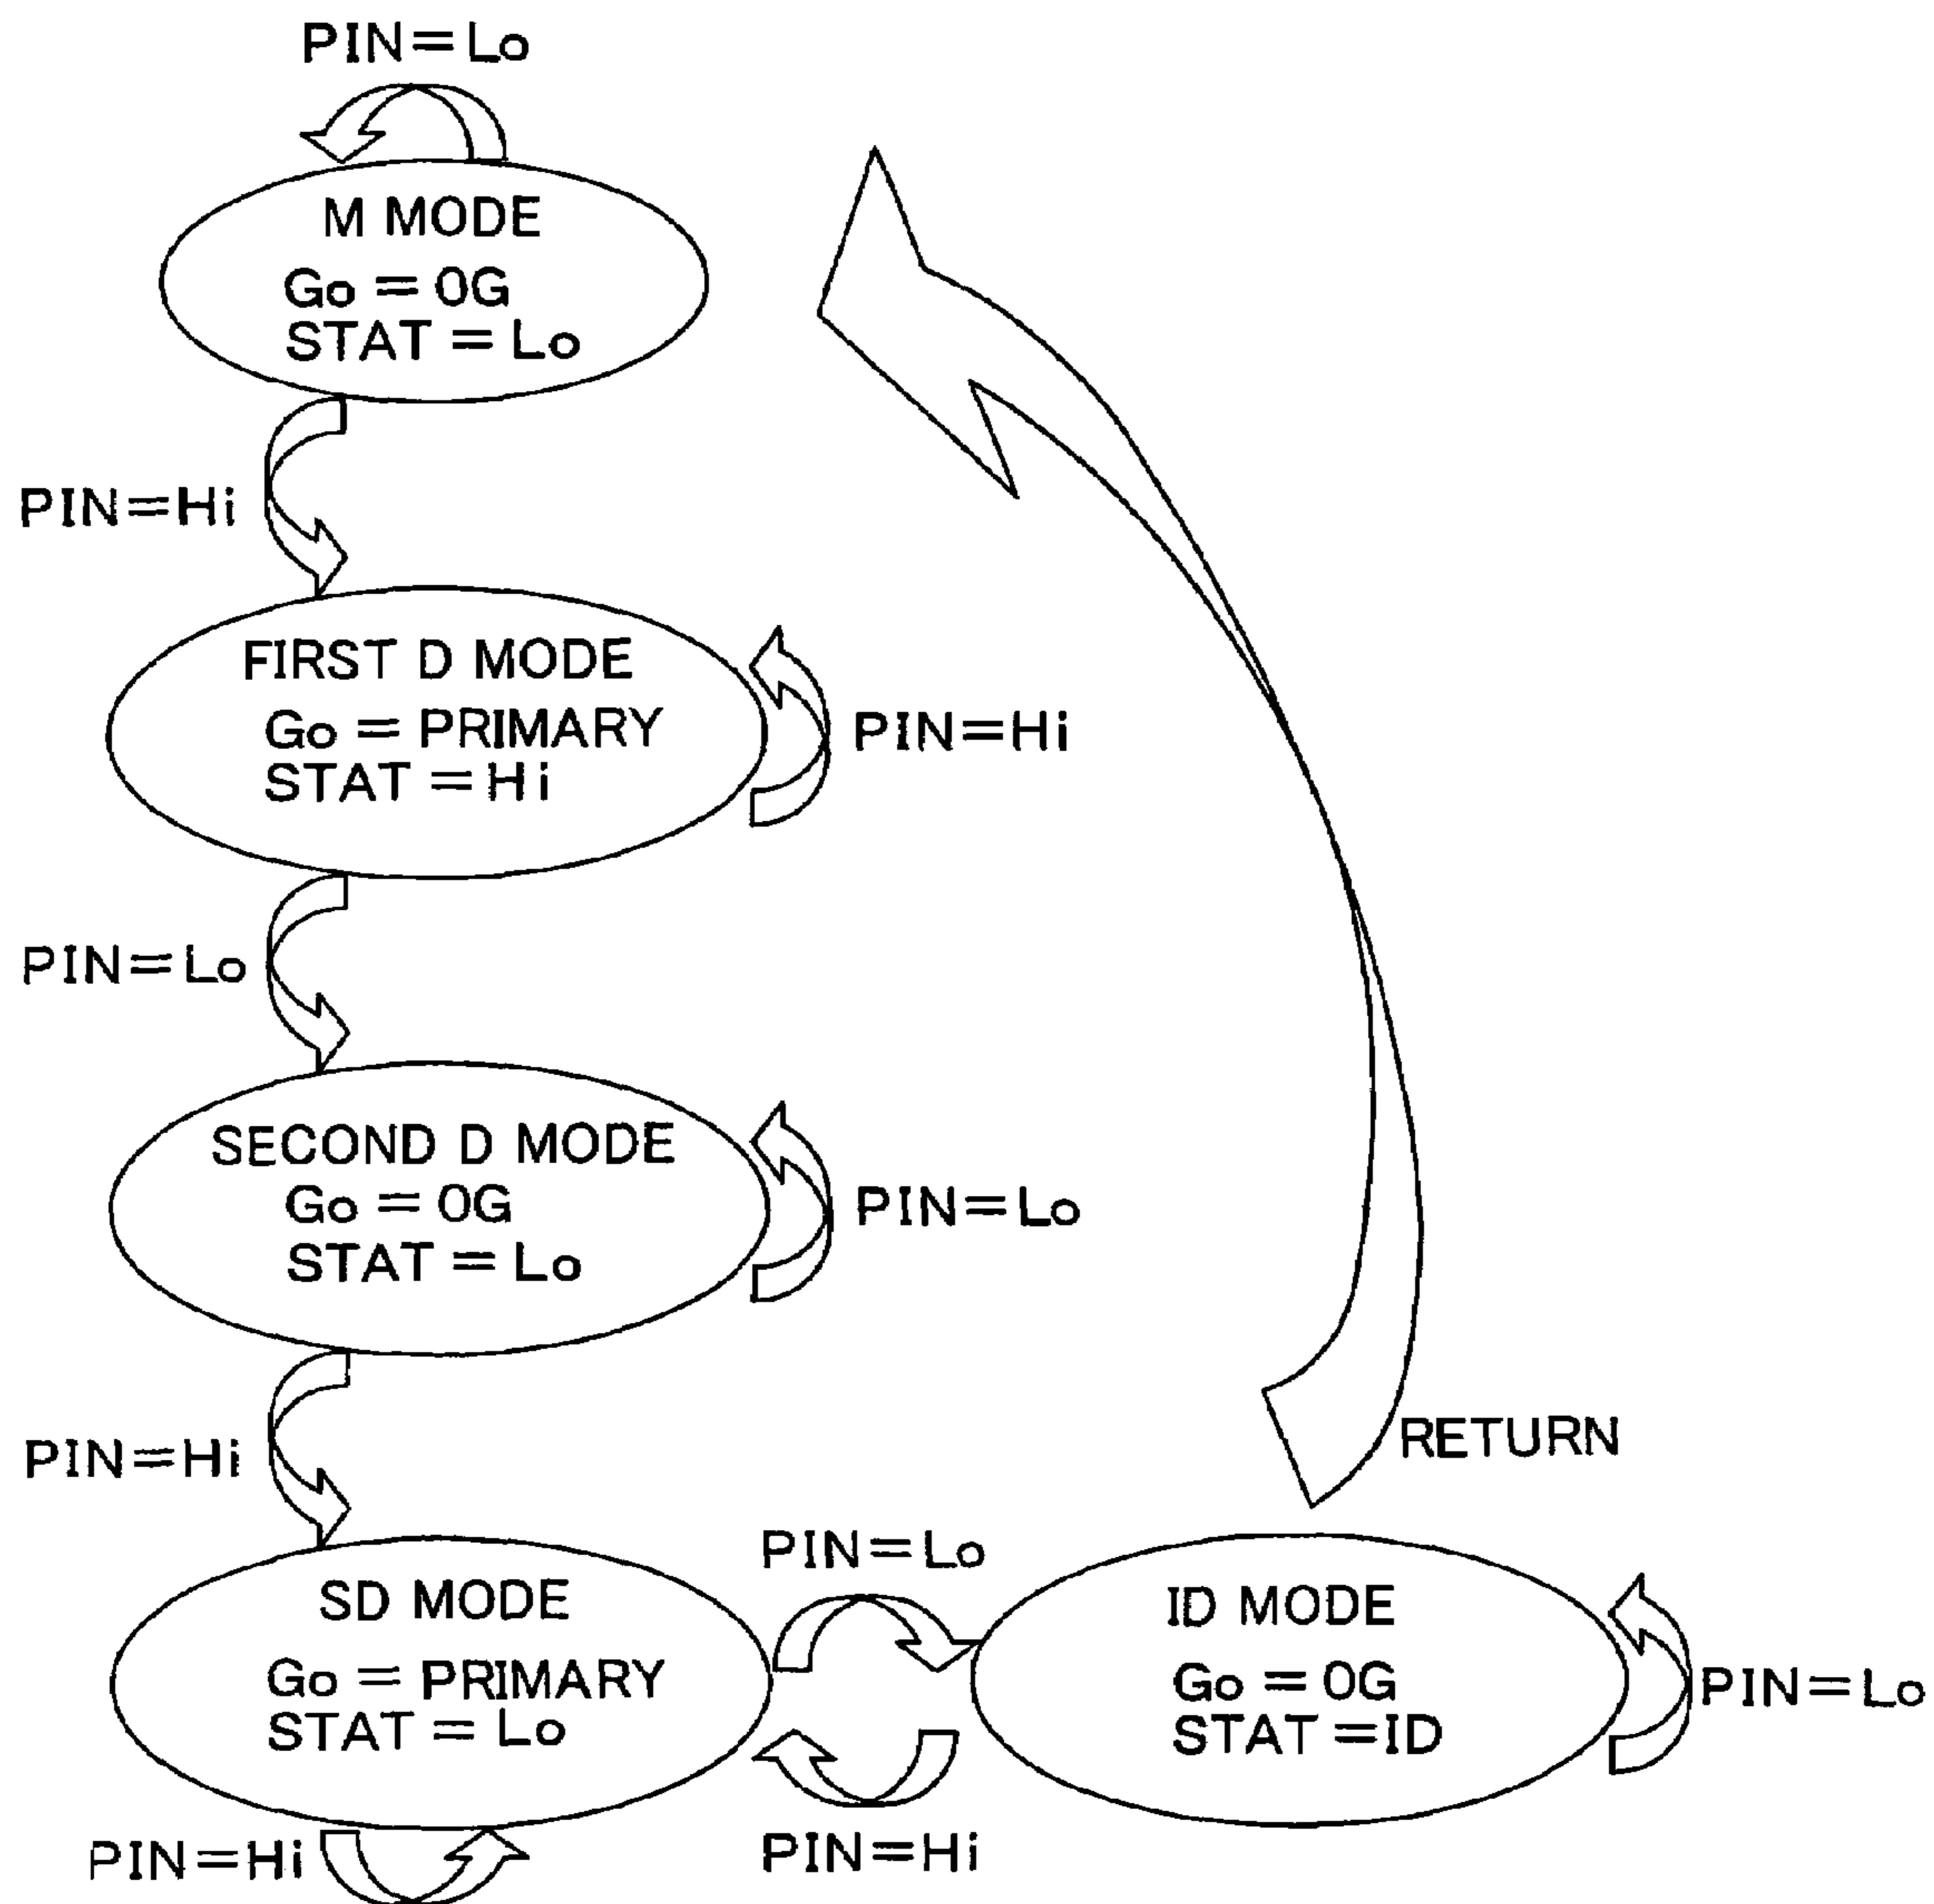 PIN=Lo
M MODE
Go = 0G
STAT = Lo
PIN=Hi
FIRST D MODE
Go = PRIMARY
STAT = Hi
PIN=Hi
PIN=Lo
SECOND D MODE
Go = 0G
STAT = Lo
PIN=Lo
PIN=Hi
RETURN
SD MODE
Go = PRIMARY
STAT = Lo
PIN=Lo
ID MODE
Go = 0G
STAT =ID
PIN=Lo
PIN=Hi
PIN=Hi